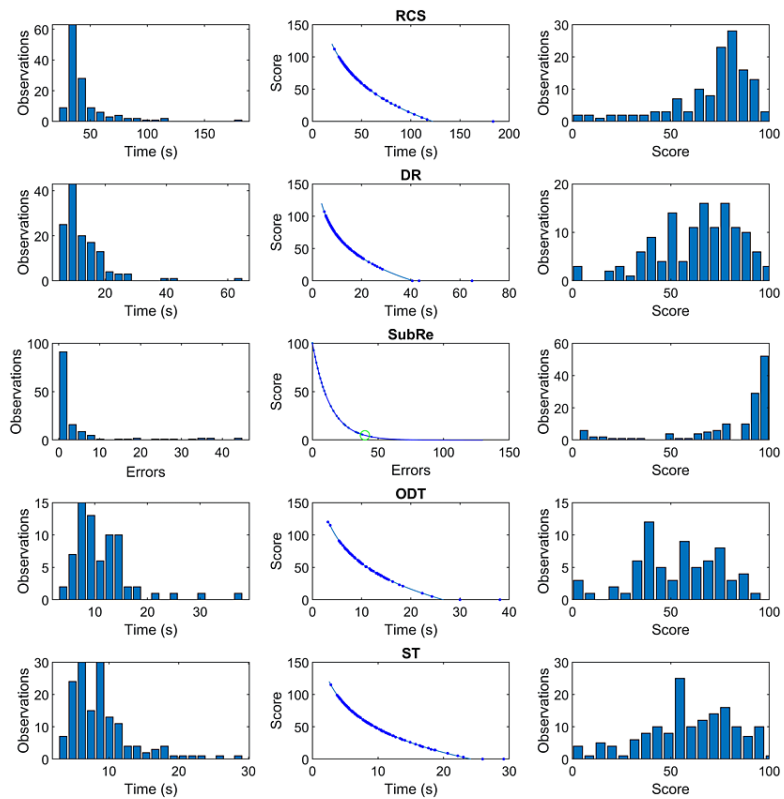 RCS
Observations
60
40
20
0
50 100 150
Time (s)
Score
150
100
50
0
0 50 100 150 200
Time (s)
Observations
30
20
10
0
0 50 100
Score
DR
Observations
40
20
0
20 40 60
Time (s)
Score
150
100
50
0
0 20 40 60 80
Time (s)
Observations
20
10
0
0 50 100
Score
SubRe
Observations
100
50
0
0 10 20 30 40
Errors
Score
100
50
0
0 50 100 150
Errors
Observations
60
40
20
0
0 50 100
Score
ODT
Observations
15
10
5
0
10 20 30
Time (s)
Score
150
100
50
0
0 10 20 30 40
Time (s)
Observations
15
10
5
0
0 50 100
Score
ST
Observations
30
20
10
0
10 20 30
Time (s)
Score
150
100
50
0
0 10 20 30
Time (s)
Observations
30
20
10
0
0 50 100
Score